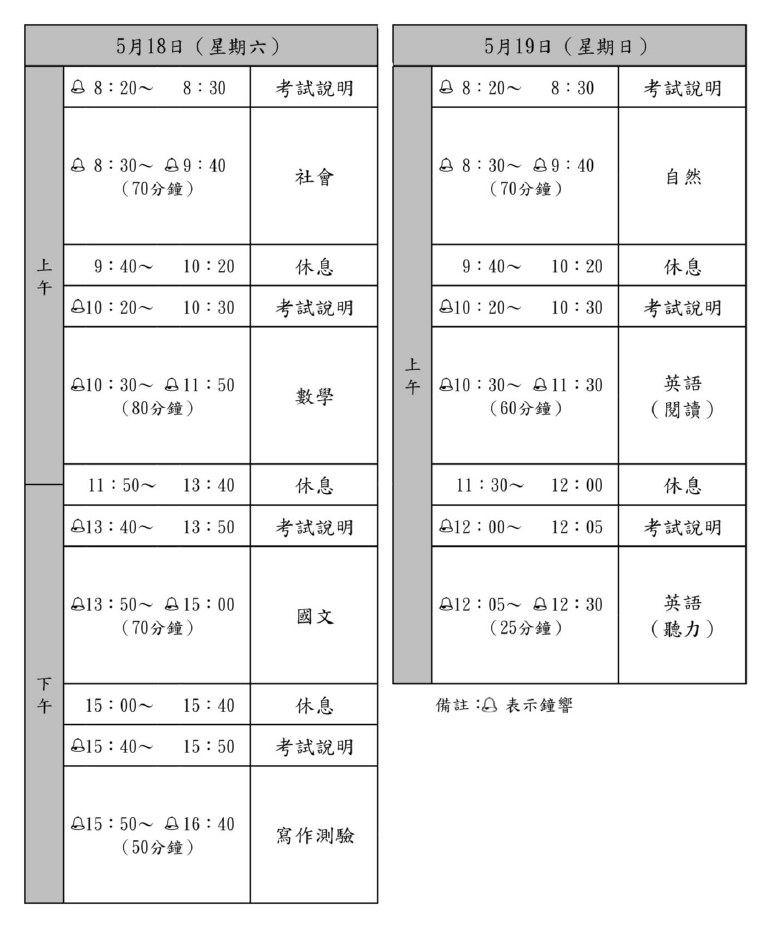 5月18日（星期六）
上午
🔔 8：20～ 8：30 考試說明
🔔 8：30～ 🔔9：40 社會
（70分鐘）
9：40～ 10：20 休息
🔔10：20～ 10：30 考試說明
🔔10：30～ 🔔11：50 數學
（80分鐘）
下午
11：50～ 13：40 休息
🔔13：40～ 13：50 考試說明
🔔13：50～ 🔔15：00 國文
（70分鐘）
15：00～ 15：40 休息
🔔15：40～ 15：50 考試說明
🔔15：50～ 🔔16：40 寫作測驗
（50分鐘）
5月19日（星期日）
上午
🔔 8：20～ 8：30 考試說明
🔔 8：30～ 🔔9：40 自然
（70分鐘）
9：40～ 10：20 休息
🔔10：20～ 10：30 考試說明
🔔10：30～ 🔔11：30 英語
（60分鐘） （閱讀）
11：30～ 12：00 休息
🔔12：00～ 12：05 考試說明
🔔12：05～ 🔔12：30 英語
（25分鐘） （聽力）
備註：🔔 表示鐘響